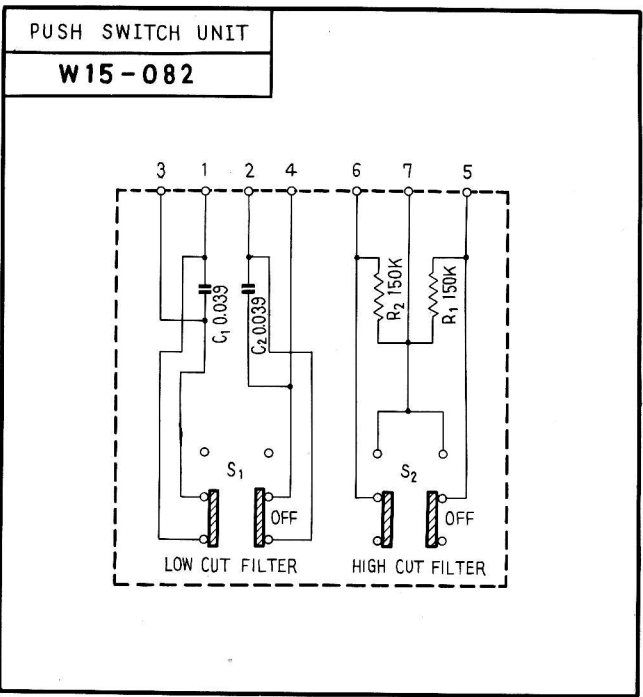 PUSH SWITCH UNIT
W15-082
3 1 2 4 6 7 5
C1 0.039
C2 0.039
R2 150K
R1 150K
S1
S2
OFF
OFF
LOW CUT FILTER
HIGH CUT FILTER